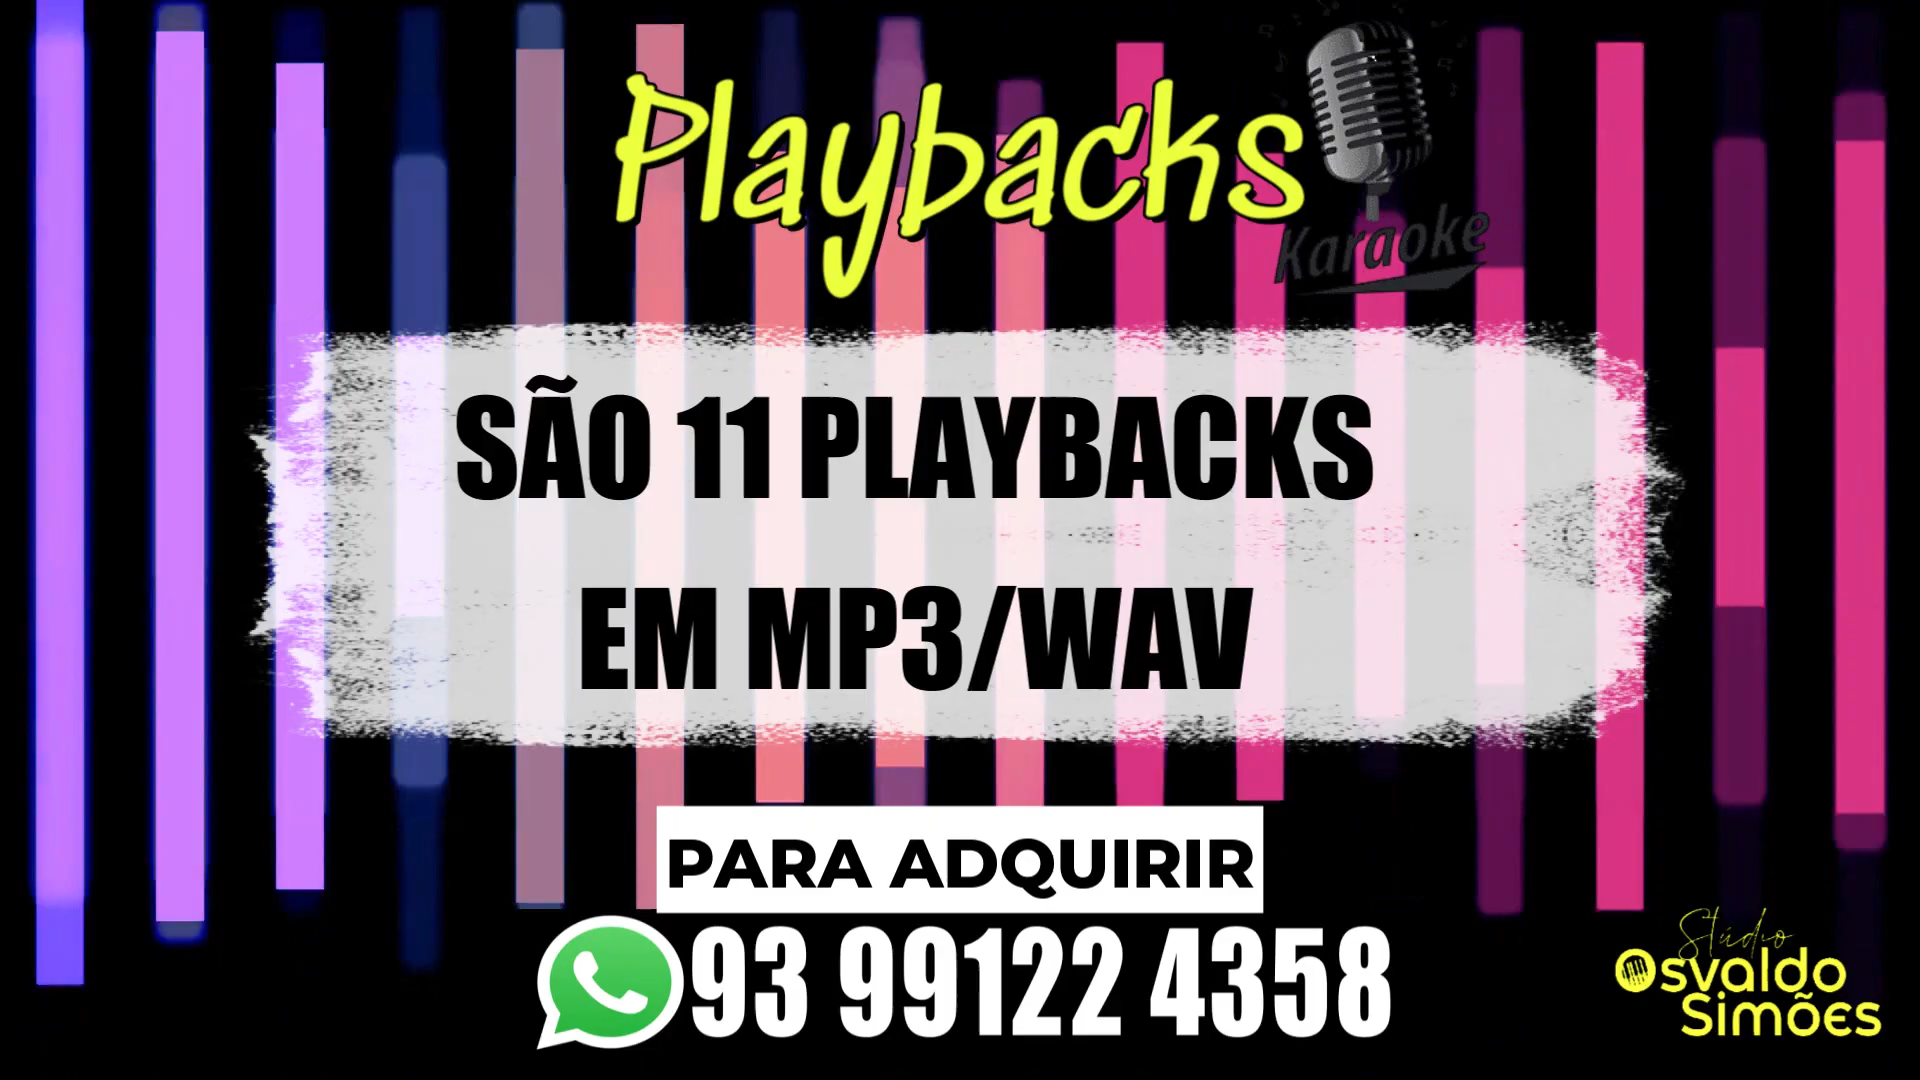 Playbacks
Karaoke
SÃO 11 PLAYBACKS
EM MP3/WAV
PARA ADQUIRIR
93 99122 4358
Stúdio
Osvaldo
Simões